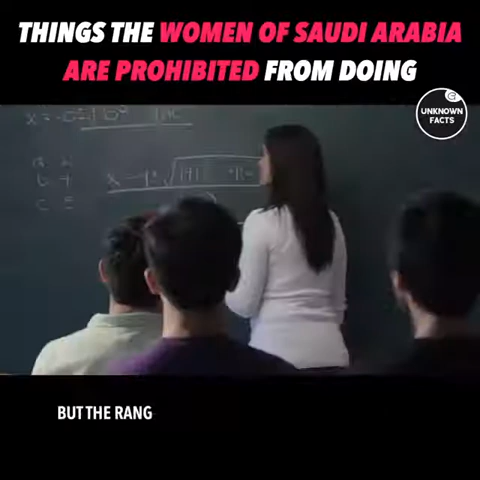 THINGS THE WOMEN OF SAUDI ARABIA
ARE PROHIBITED FROM DOING
UNKNOWN
FACTS
BUT THE RANG